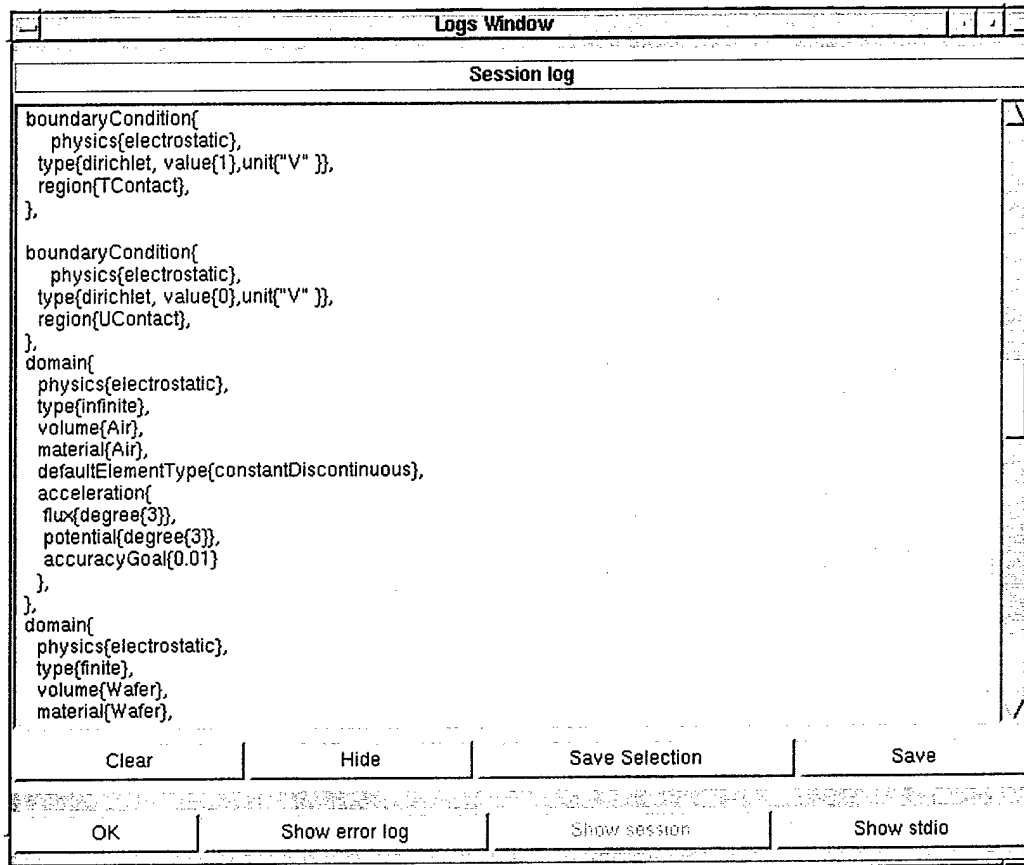 Logs Window
Session log
boundaryCondition{
physics{electrostatic},
type{dirichlet, value{1},unit{"V" }},
region{TContact},
},
boundaryCondition{
physics{electrostatic},
type{dirichlet, value{0},unit{"V" }},
region{UContact},
},
domain{
physics{electrostatic},
type{infinite},
volume{Air},
material{Air},
defaultElementType{constantDiscontinuous},
acceleration{
flux{degree{3}},
potential{degree{3}},
accuracyGoal{0.01}
},
},
domain{
physics{electrostatic},
type{finite},
volume{Wafer},
material{Wafer},
Clear Hide Save Selection Save
OK Show error log Show session Show stdio